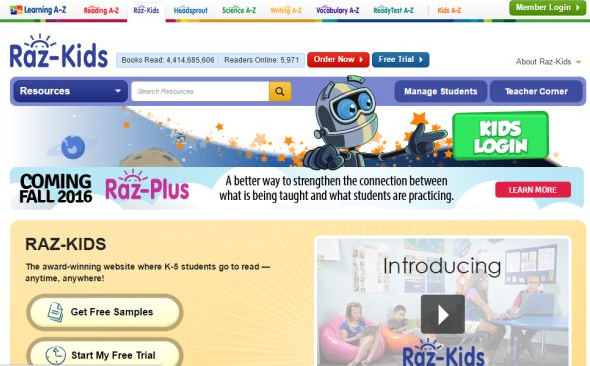 Learning A-Z
Reading A-Z
Raz-Kids
Headsprout
Science A-Z
Writing A-Z
Vocabulary A-Z
ReadyTest A-Z
Kids A-Z
Member Login
Raz-Kids
Books Read: 4,414,685,606 Readers Online: 5,971
Order Now
Free Trial
About Raz-Kids
Resources
Search Resources
Manage Students
Teacher Corner
KIDS
LOGIN
COMING
FALL 2016
Raz-Plus
A better way to strengthen the connection between
what is being taught and what students are practicing.
LEARN MORE
RAZ-KIDS
The award-winning website where K-5 students go to read —
anytime, anywhere!
Get Free Samples
Start My Free Trial
Introducing
Raz-Kids